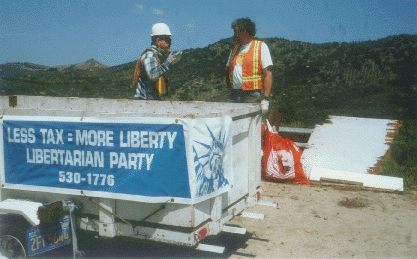 LESS TAX = MORE LIBERTY
LIBERTARIAN PARTY
530-1776